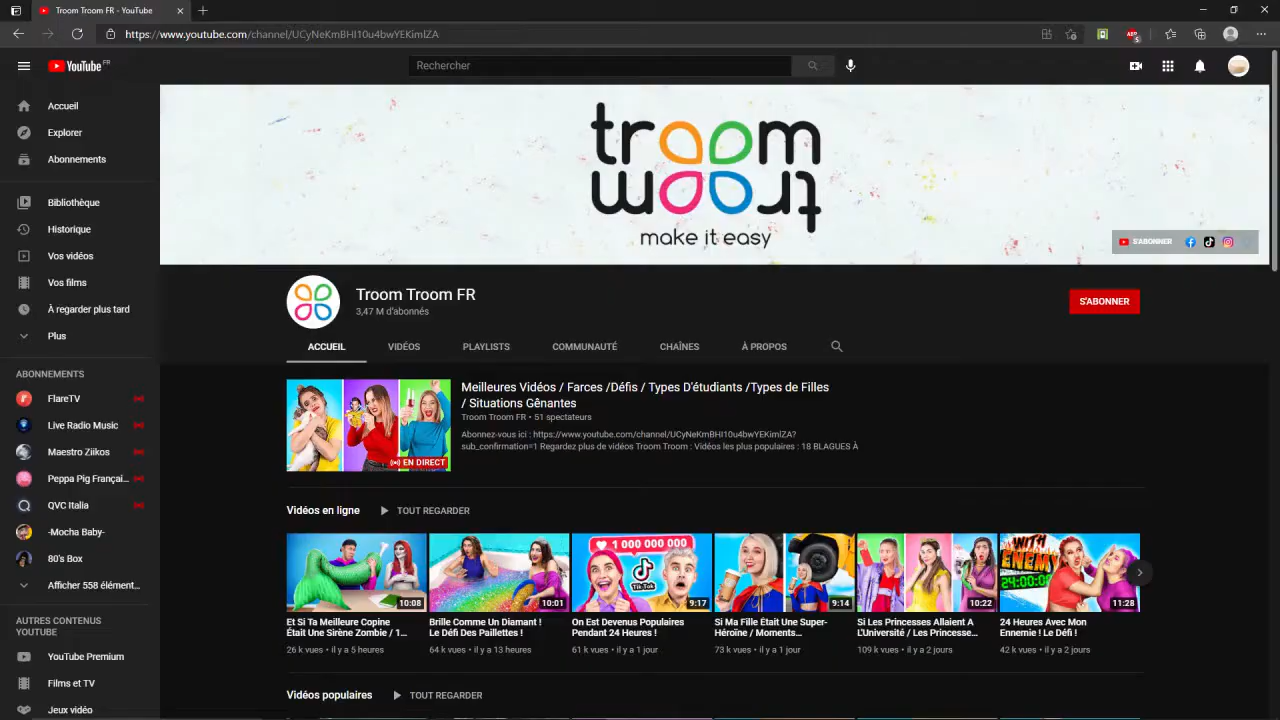 Troom Troom FR - YouTube
https://www.youtube.com/channel/UCyNeKmBHI10u4bwYEKimlZA
5
YouTube FR
Rechercher
Accueil
Explorer
Abonnements
Bibliothèque
Historique
Vos vidéos
Vos films
À regarder plus tard
Plus
ABONNEMENTS
FlareTV
Live Radio Music
Maestro Ziikos
Peppa Pig Françai...
QVC Italia
-Mocha Baby-
80's Box
Afficher 558 élément...
AUTRES CONTENUS
YOUTUBE
YouTube Premium
Films et TV
Jeux vidéo
troom
troom
make it easy
S'ABONNER
Troom Troom FR
3,47 M d'abonnés
S'ABONNER
ACCUEIL
VIDÉOS
PLAYLISTS
COMMUNAUTÉ
CHAÎNES
À PROPOS
EN DIRECT
Meilleures Vidéos / Farces /Défis / Types D'étudiants /Types de Filles
/ Situations Gênantes
Troom Troom FR • 51 spectateurs
Abonnez-vous ici : https://www.youtube.com/channel/UCyNeKmBHI10u4bwYEKimlZA?
sub_confirmation=1 Regardez plus de vidéos Troom Troom : Vidéos les plus populaires : 18 BLAGUES À
Vidéos en ligne
TOUT REGARDER
10:08
Et Si Ta Meilleure Copine
Était Une Sirène Zombie / 1...
26 k vues • il y a 5 heures
10:01
Brille Comme Un Diamant !
Le Défi Des Paillettes !
64 k vues • il y a 13 heures
1 000 000 000
TikTok
9:17
On Est Devenus Populaires
Pendant 24 Heures !
61 k vues • il y a 1 jour
9:14
Si Ma Fille Était Une Super-
Héroïne / Moments...
73 k vues • il y a 1 jour
10:22
Si Les Princesses Allaient A
L'Université / Les Princesse...
109 k vues • il y a 2 jours
WITH
ENEMY
24:00:00
11:28
24 Heures Avec Mon
Ennemie ! Le Défi !
42 k vues • il y a 2 jours
Vidéos populaires
TOUT REGARDER